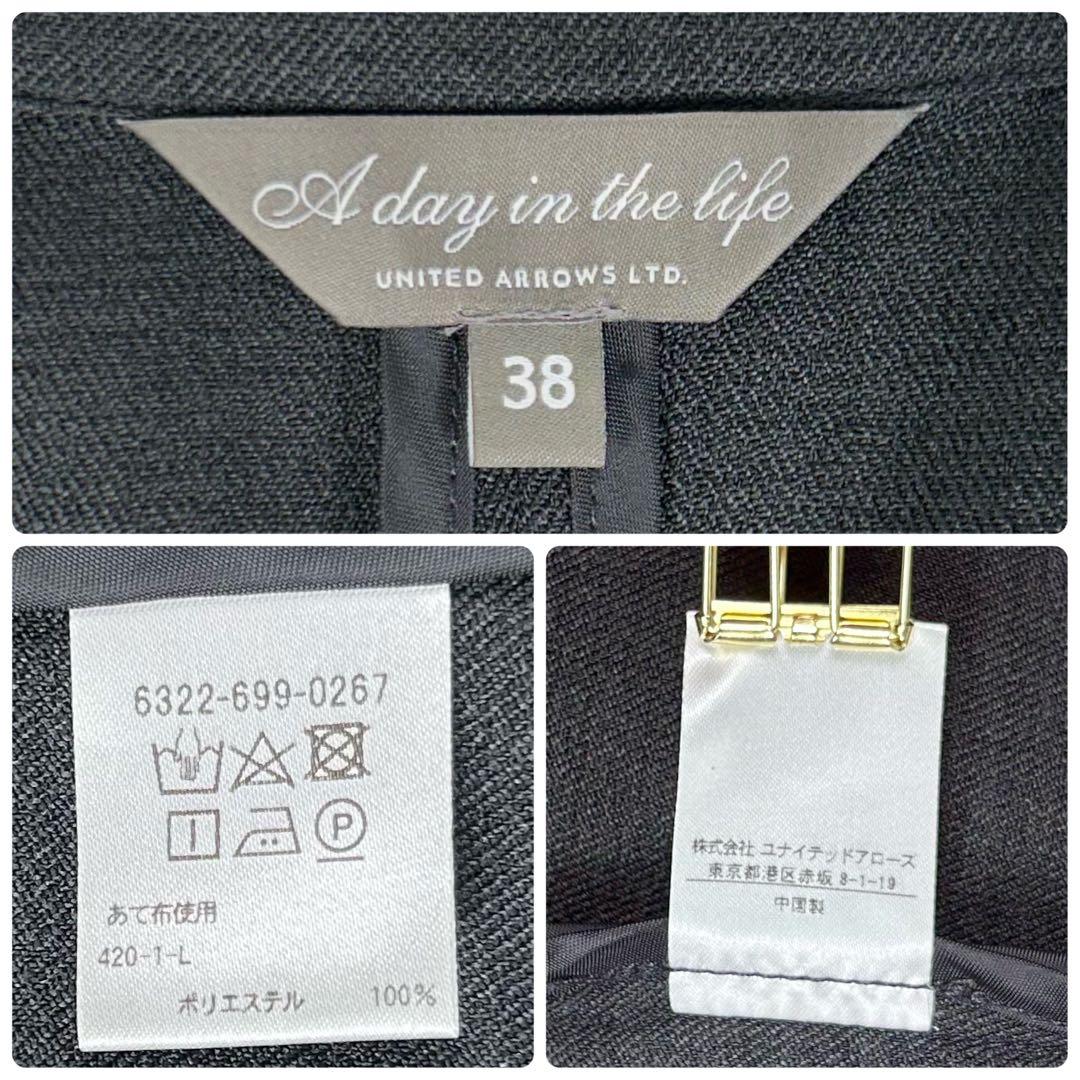 A day in the life
UNITED ARROWS LTD.
38
6322-699-0267
P
あて布使用
420-1-L
ポリエステル 100%
株式会社 ユナイテッドアローズ
東京都港区赤坂 8-1-19
中国製